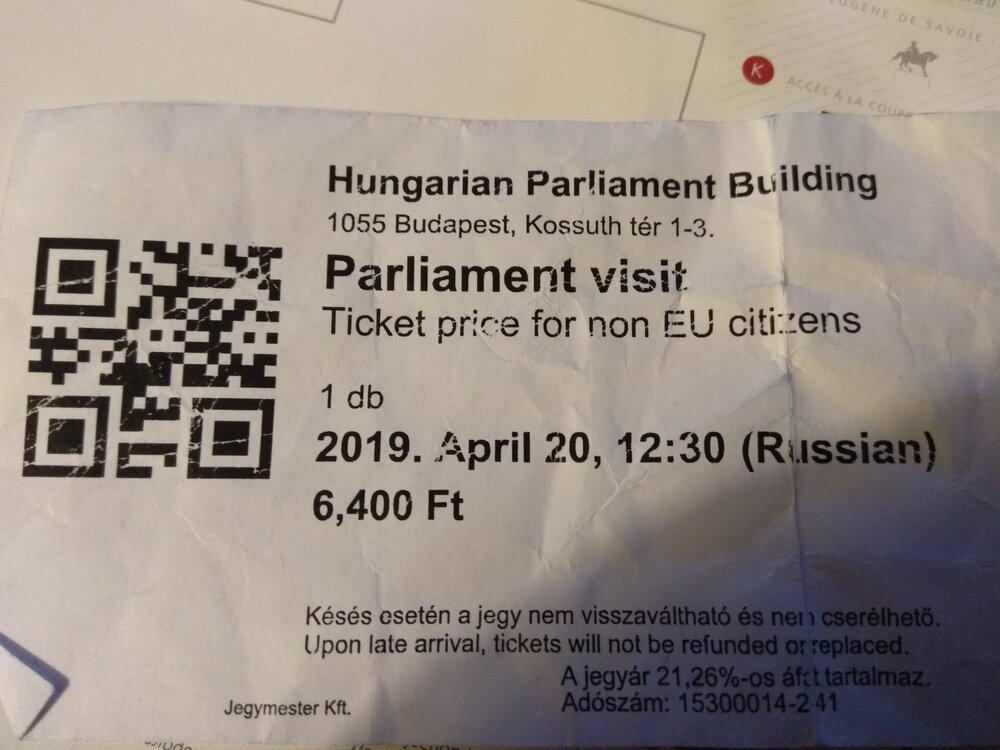 EUGÈNE DE SAVOIE
K
ACCÈS À LA
Hungarian Parliament Building
1055 Budapest, Kossuth tér 1-3.
Parliament visit
Ticket price for non EU citizens
1 db
2019. April 20, 12:30 (Russian)
6,400 Ft
Késés esetén a jegy nem visszaváltható és nem cserélhető.
Upon late arrival, tickets will not be refunded or replaced.
A jegyár 21,26%-os áfát tartalmaz.
Jegymester Kft.
Adószám: 15300014-2 41